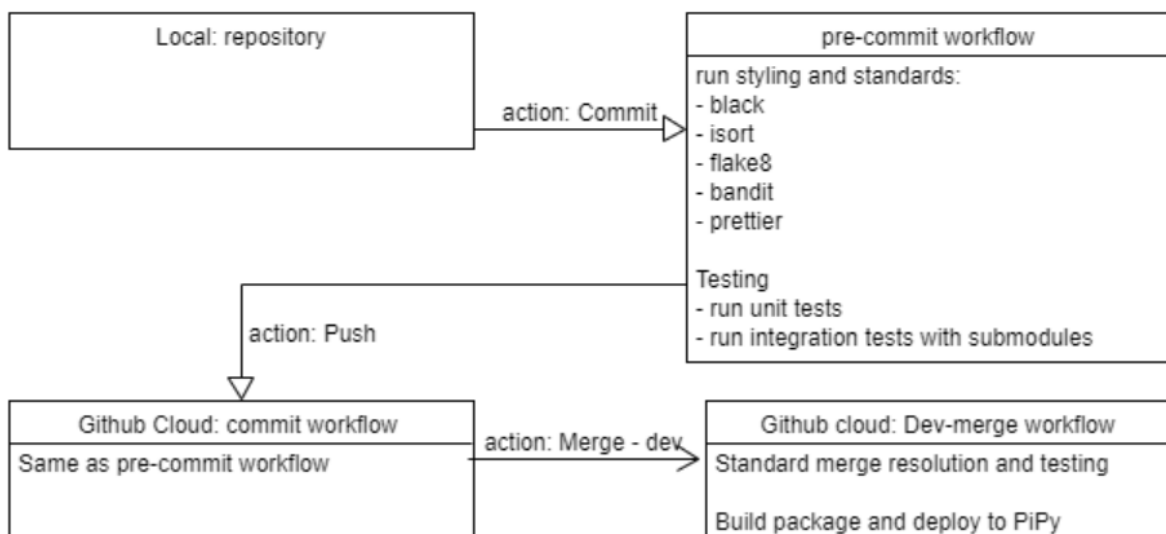 Local: repository
pre-commit workflow
run styling and standards:
action: Commit
- black
- isort
- flake8
- bandit
- prettier
Testing
- run unit tests
- run integration tests with submodules
action: Push
Github Cloud: commit workflow
Same as pre-commit workflow
action: Merge - dev
Github cloud: Dev-merge workflow
Standard merge resolution and testing
Build package and deploy to PiPy